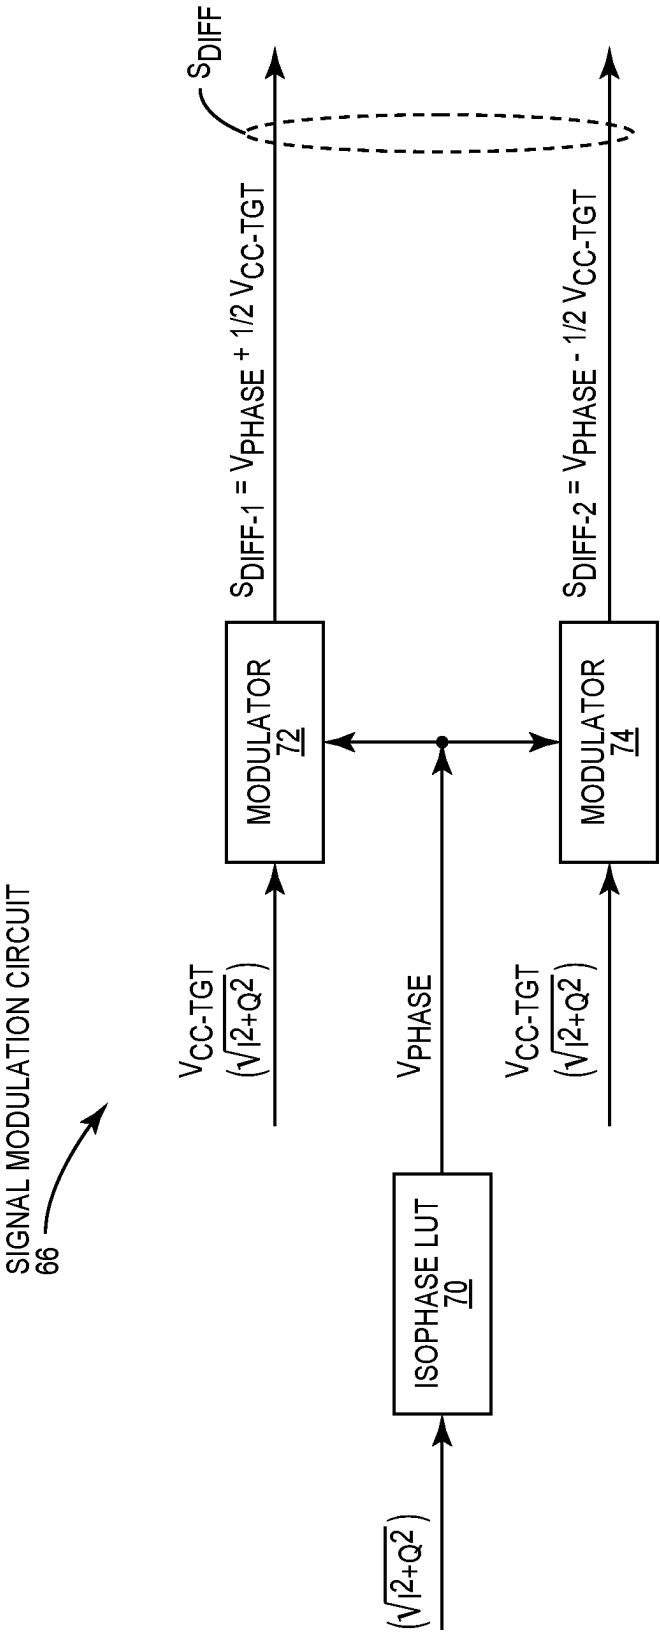 SIGNAL MODULATION CIRCUIT
66
SDIFF
VCC-TGT
(√I²+Q²)
MODULATOR
72
SDIFF-1 = VPHASE + 1/2 VCC-TGT
(√I²+Q²)
ISOPHASE LUT
70
VPHASE
VCC-TGT
(√I²+Q²)
MODULATOR
74
SDIFF-2 = VPHASE - 1/2 VCC-TGT